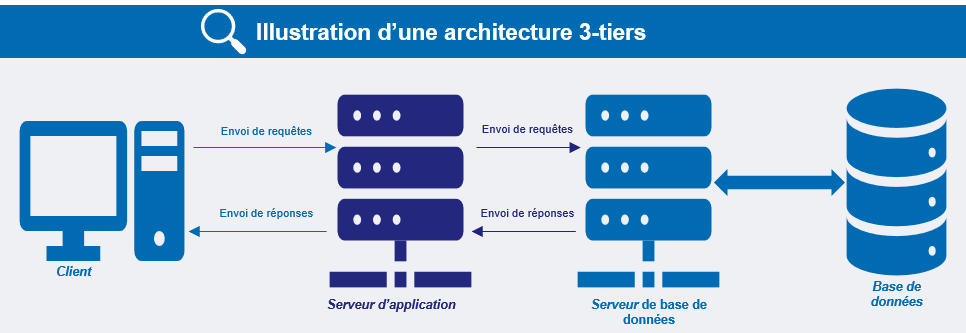 Illustration d’une architecture 3-tiers
Envoi de requêtes
Envoi de requêtes
Envoi de réponses
Envoi de réponses
Client
Serveur d’application
Serveur de base de
données
Base de
données